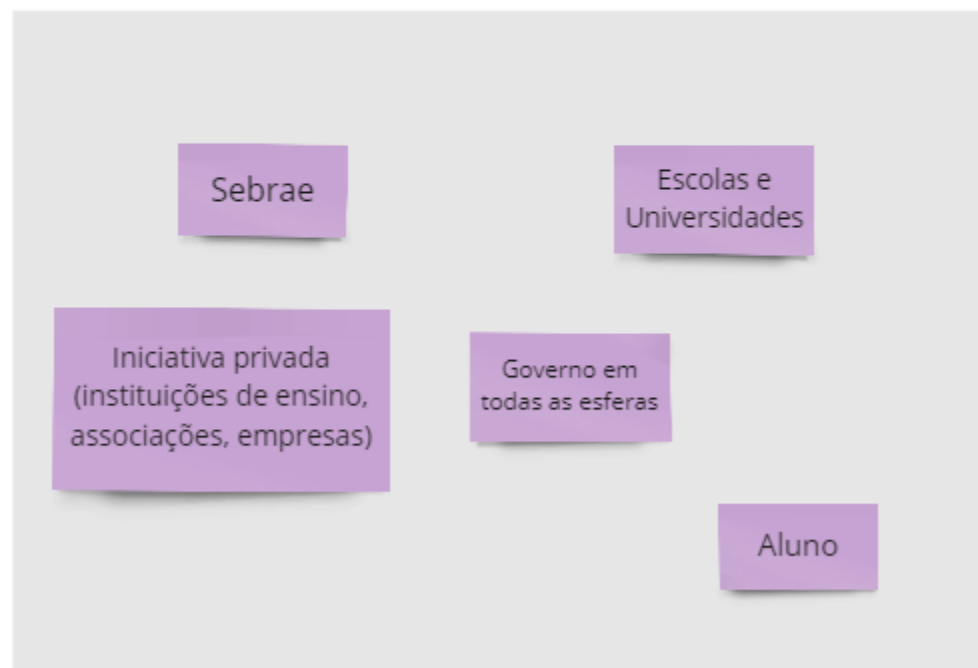 Sebrae
Escolas e
Universidades
Iniciativa privada
(instituições de ensino,
associações, empresas)
Governo em
todas as esferas
Aluno